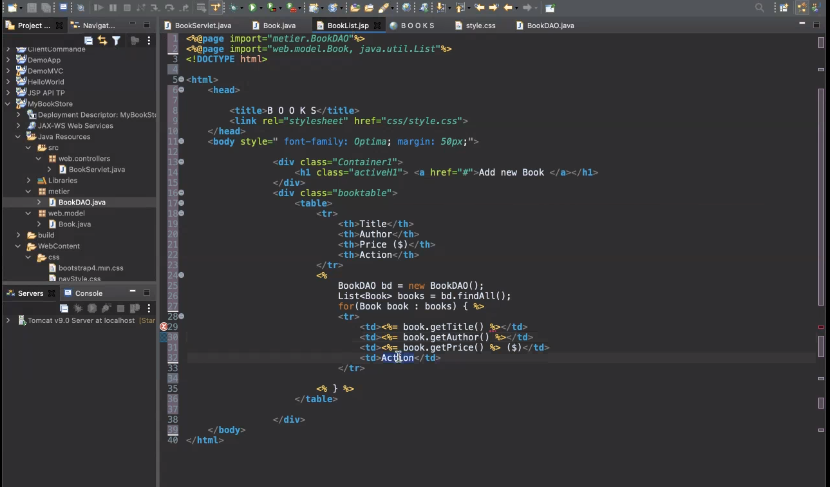 Project ...
Navigat...
BookServlet.java
Book.java
BookList.jsp
B O O K S
style.css
BookDAO.java
ClientCommande
DemoApp
DemoMVC
HelloWorld
JSP API TP
MyBookStore
Deployment Descriptor: MyBookSt
JAX-WS Web Services
Java Resources
src
web.controllers
BookServlet.java
Libraries
metier
BookDAO.java
web.model
Book.java
build
WebContent
css
bootstrap4.min.css
navStyle.css
Servers
Console
Tomcat v9.0 Server at localhost [Star
1 <%@page import="metier.BookDAO"%>
2 <%@page import="web.model.Book, java.util.List"%>
3 <!DOCTYPE html>
4
5 <html>
6 <head>
7
8 <title>B O O K S</title>
9 <link rel="stylesheet" href="css/style.css">
10 </head>
11 <body style=" font-family: Optima; margin: 50px;">
12
13 <div class="Container1">
14 <h1 class="activeH1"> <a href="#">Add new Book </a></h1>
15 </div>
16 <div class="booktable">
17 <table>
18 <tr>
19 <th>Title</th>
20 <th>Author</th>
21 <th>Price ($)</th>
22 <th>Action</th>
23 </tr>
24 <%
25 BookDAO bd = new BookDAO();
26 List<Book> books = bd.findAll();
27 for(Book book : books) { %>
28 <tr>
29 <td><%= book.getTitle() %></td>
30 <td><%= book.getAuthor() %></td>
31 <td><%= book.getPrice() %> ($)</td>
32 <td>Action</td>
33 </tr>
34
35 <% } %>
36 </table>
37
38 </div>
39 </body>
40 </html>